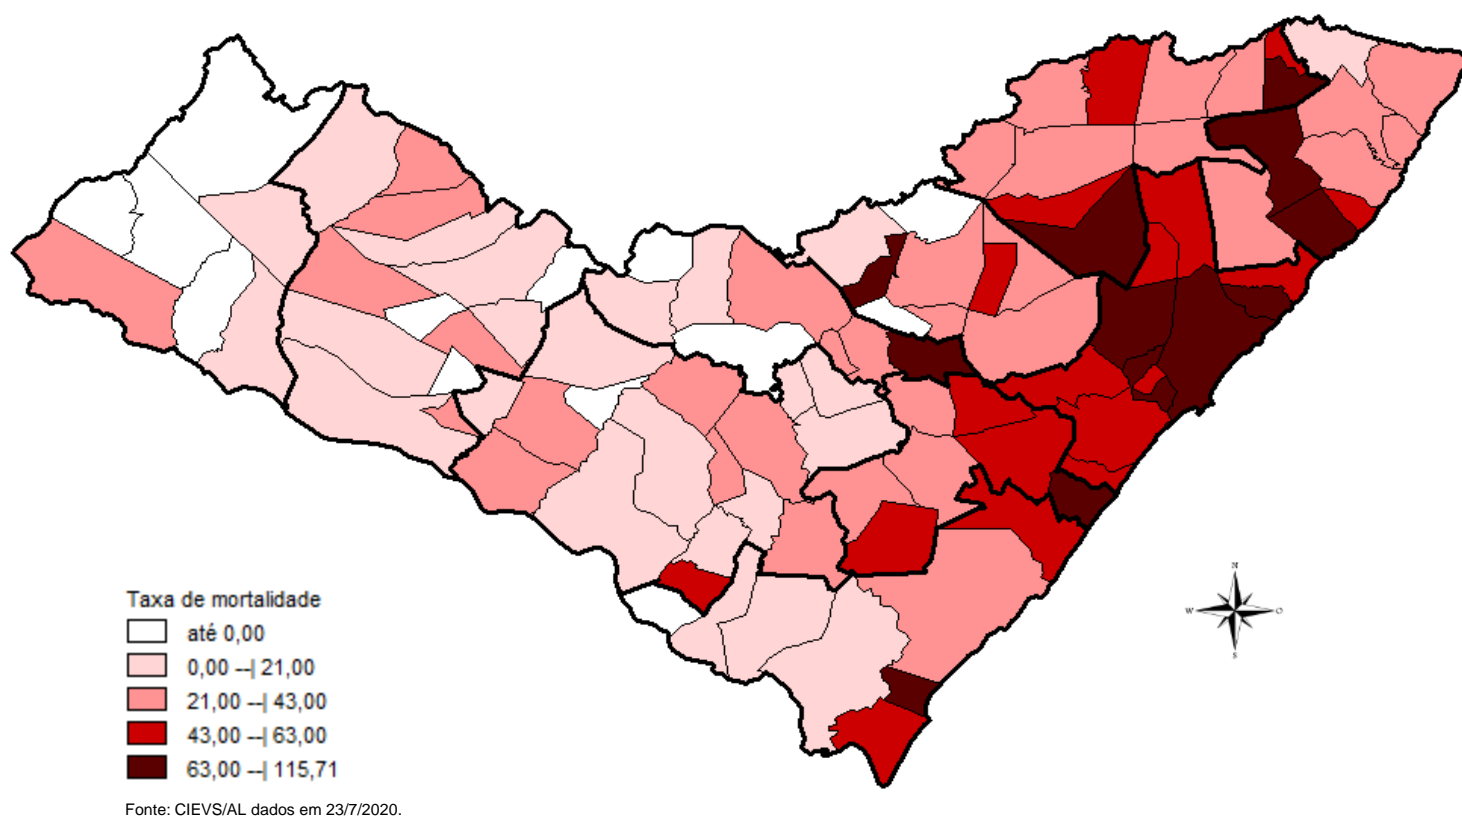 N
W
O
S
Taxa de mortalidade
até 0,00
0,00 --| 21,00
21,00 --| 43,00
43,00 --| 63,00
63,00 --| 115,71
Fonte: CIEVS/AL dados em 23/7/2020.